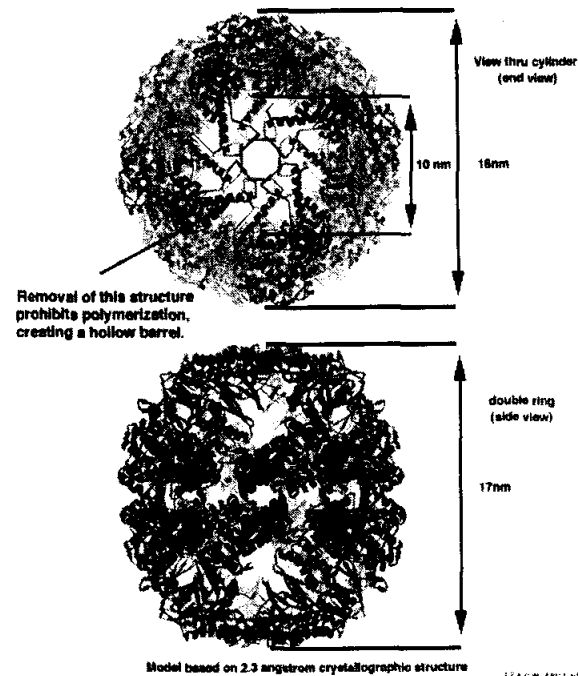 View thru cylinder
(end view)
10 nm
18nm
Removal of this structure
prohibits polymerization,
creating a hollow barrel.
double ring
(side view)
17nm
Model based on 2.3 angstrom crystallographic structure